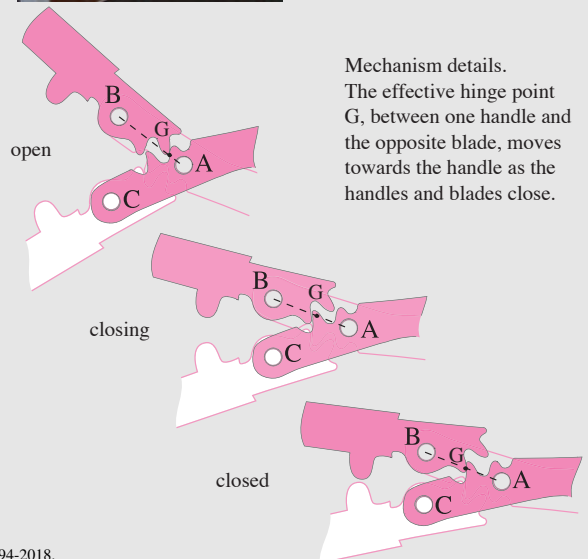 Mechanism details.
The effective hinge point
G, between one handle and
the opposite blade, moves
towards the handle as the
handles and blades close.
B
G
A
open
C
B
G
A
closing
C
B
G
A
closed
C
94-2018.